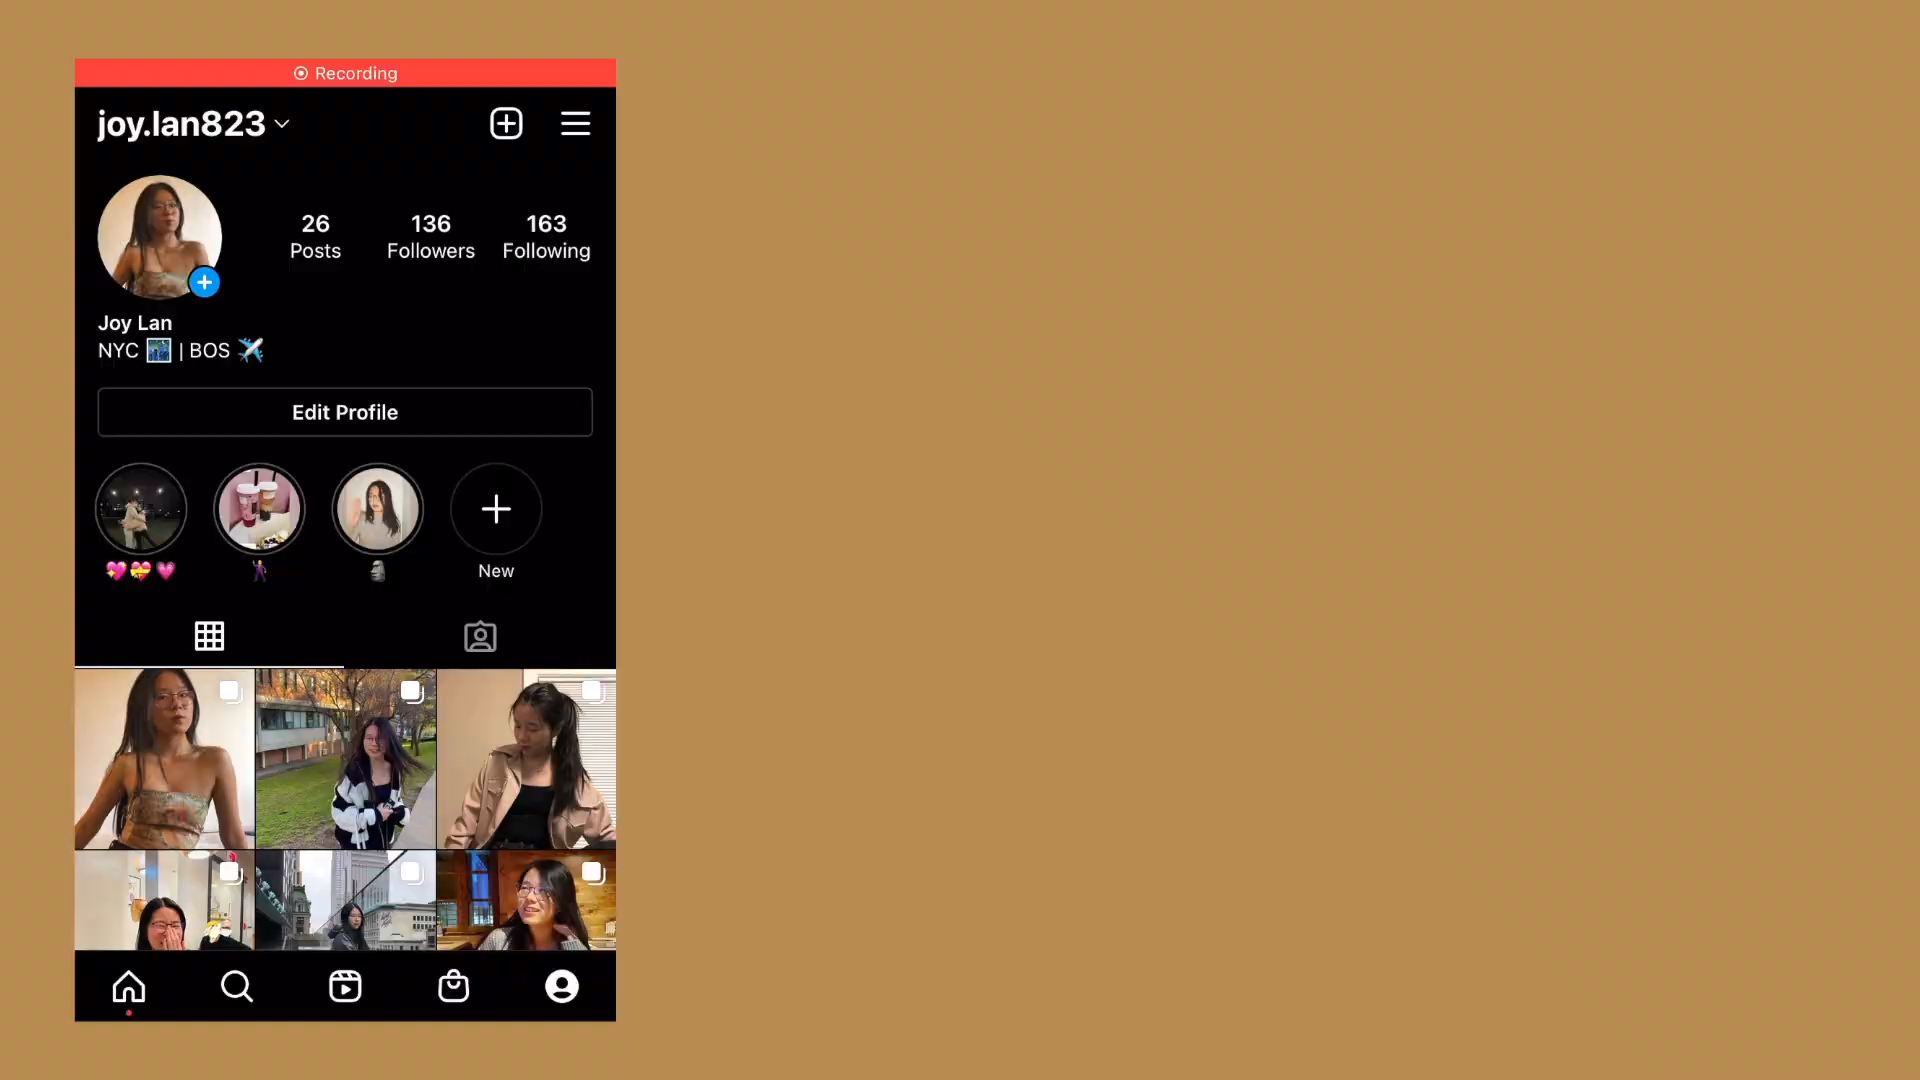 Recording
joy.lan823
26 136 163
Posts Followers Following
Joy Lan
NYC 🌃 | BOS ✈️
Edit Profile
💖💝💗 🕺 🗿 New